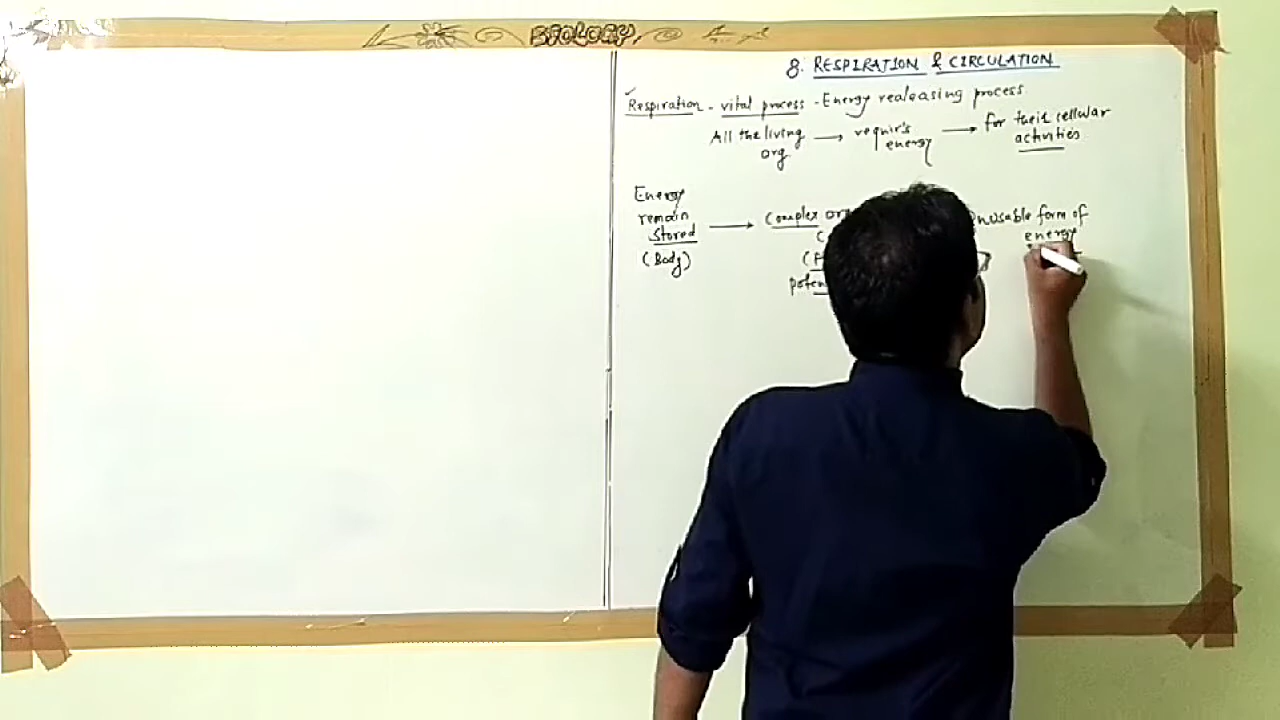 BIOLOGY
8. RESPIRATION & CIRCULATION
Respiration - vital process - Energy realeasing process
All the living org. → requir's energy → for their cellular activities
Energy remain stored (Body) → Complex
unusable form of energy